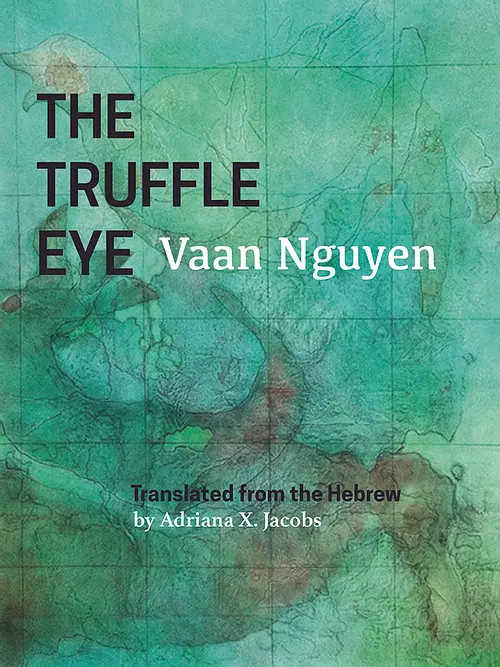 THE
TRUFFLE
EYE Vaan Nguyen
Translated from the Hebrew
by Adriana X. Jacobs